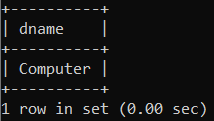 +----------+
| dname    |
+----------+
| Computer |
+----------+
1 row in set (0.00 sec)